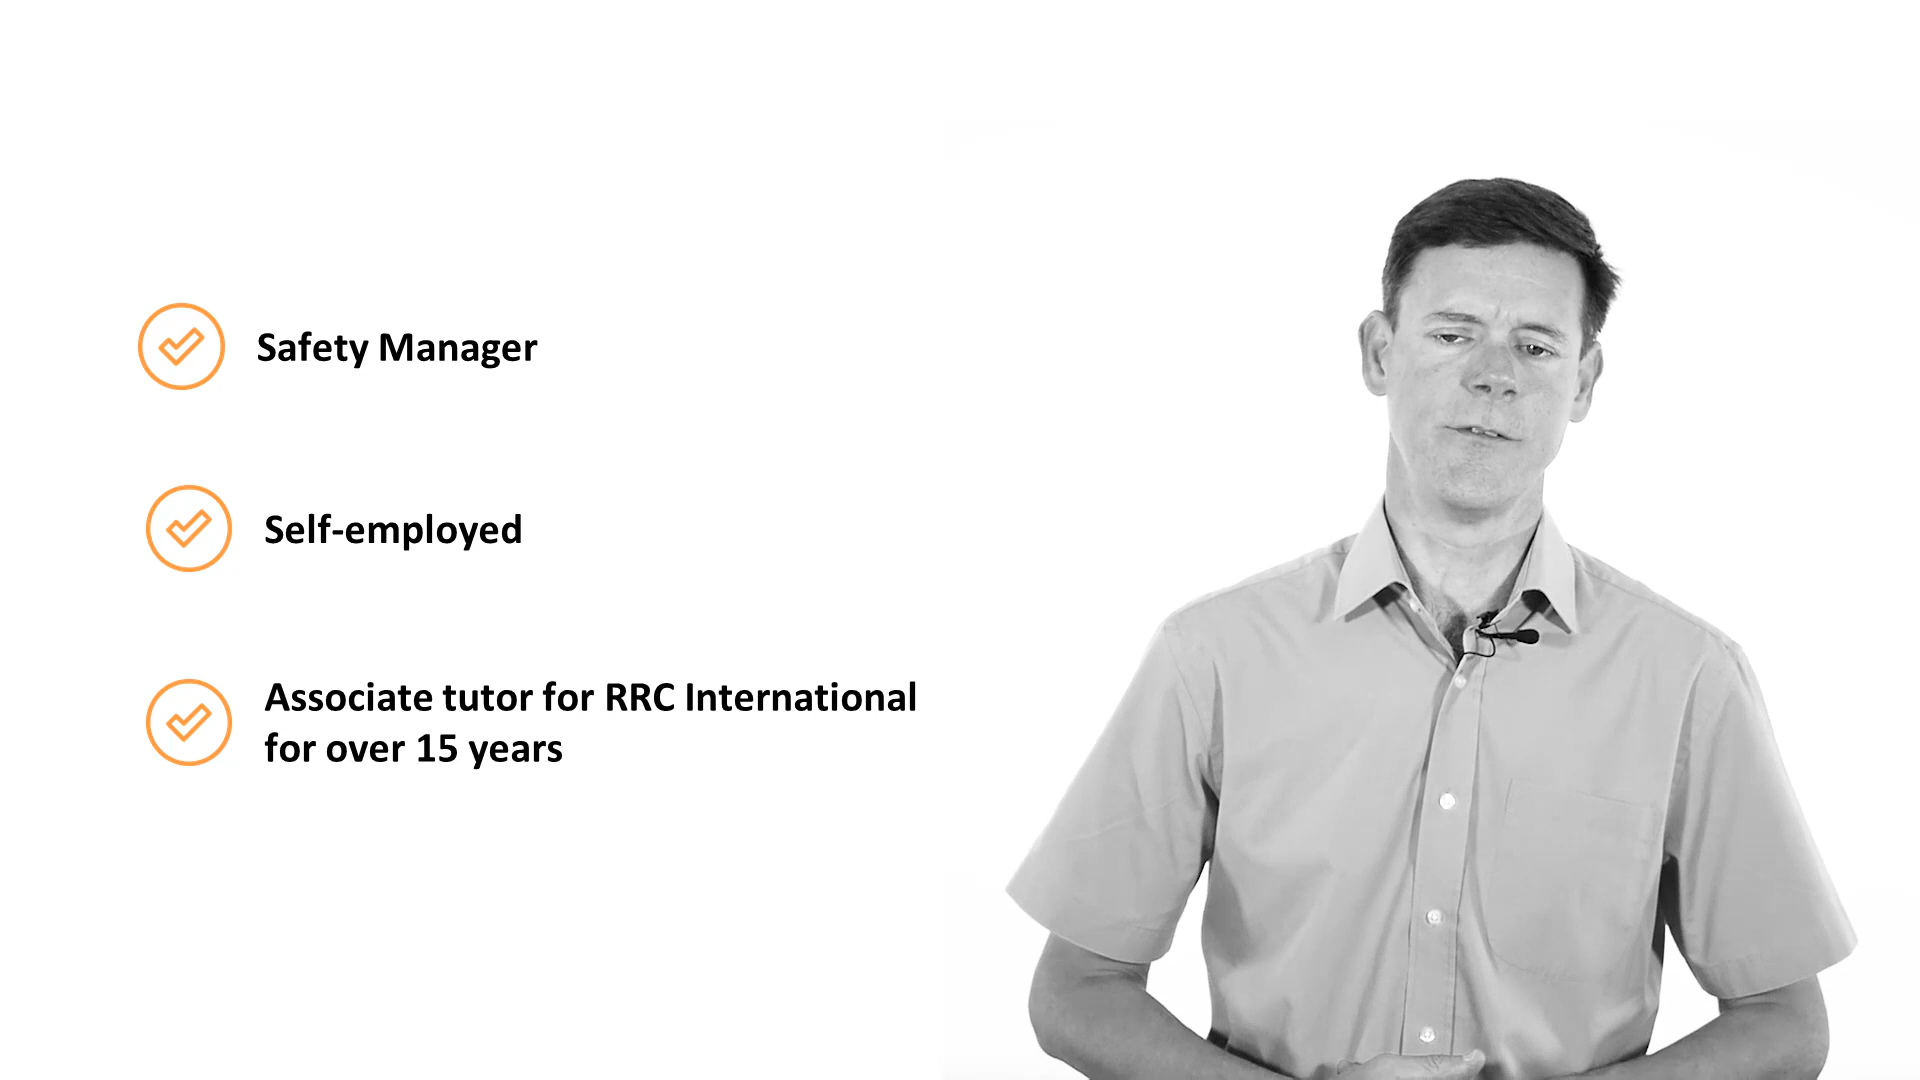 Safety Manager
Self-employed
Associate tutor for RRC International
for over 15 years